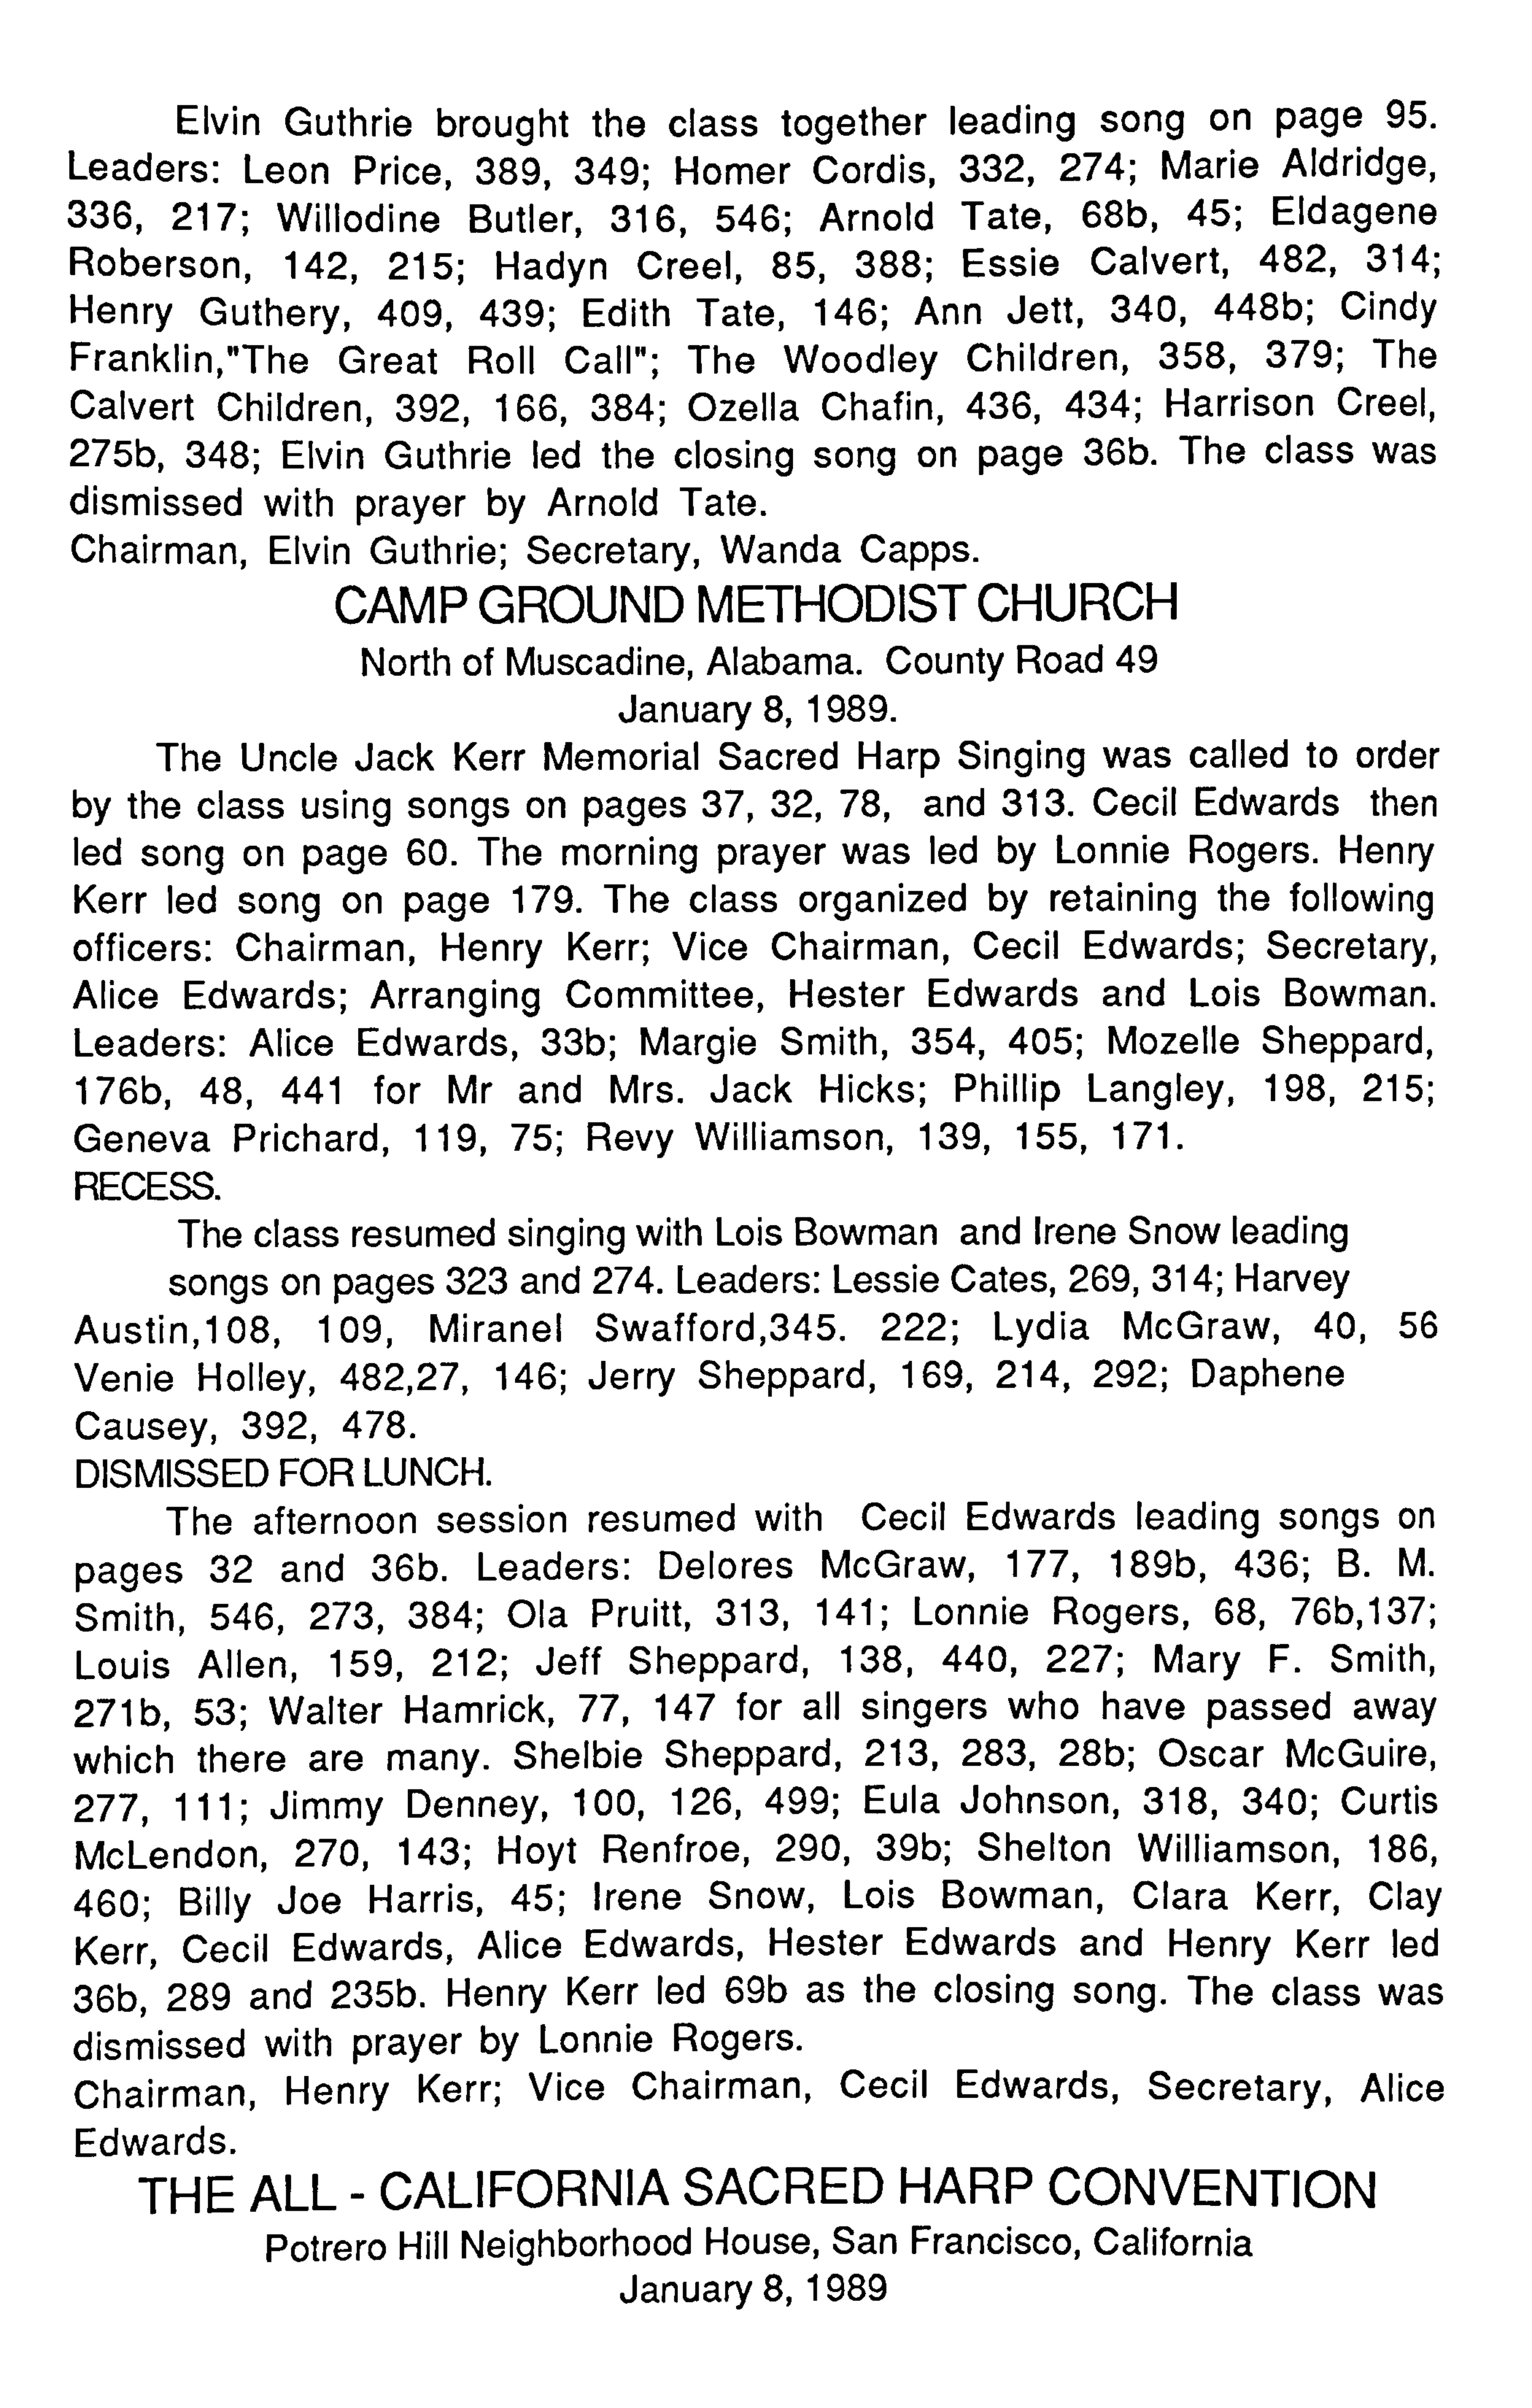 Elvin Guthrie brought the class together leading song on page 95.
Leaders: Leon Price, 389, 349; Homer Cordis, 332, 274; Marie Aldridge,
336, 217; Willodine Butler, 316, 546; Arnold Tate, 68b, 45; Eldagene
Roberson, 142, 215; Hadyn Creel, 85, 388; Essie Calvert, 482, 314;
Henry Guthery, 409, 439; Edith Tate, 146; Ann Jett, 340, 448b; Cindy
Franklin,"The Great Roll Call"; The Woodley Children, 358, 379; The
Calvert Children, 392, 166, 384; Ozella Chafin, 436, 434; Harrison Creel,
275b, 348; Elvin Guthrie led the closing song on page 36b. The class was
dismissed with prayer by Arnold Tate.
Chairman, Elvin Guthrie; Secretary, Wanda Capps.
CAMP GROUND METHODIST CHURCH
North of Muscadine, Alabama. County Road 49
January 8, 1989.
The Uncle Jack Kerr Memorial Sacred Harp Singing was called to order
by the class using songs on pages 37, 32, 78, and 313. Cecil Edwards then
led song on page 60. The morning prayer was led by Lonnie Rogers. Henry
Kerr led song on page 179. The class organized by retaining the following
officers: Chairman, Henry Kerr; Vice Chairman, Cecil Edwards; Secretary,
Alice Edwards; Arranging Committee, Hester Edwards and Lois Bowman.
Leaders: Alice Edwards, 33b; Margie Smith, 354, 405; Mozelle Sheppard,
176b, 48, 441 for Mr and Mrs. Jack Hicks; Phillip Langley, 198, 215;
Geneva Prichard, 119, 75; Revy Williamson, 139, 155, 171.
RECESS.
The class resumed singing with Lois Bowman and Irene Snow leading
songs on pages 323 and 274. Leaders: Lessie Cates, 269, 314; Harvey
Austin,108, 109, Miranel Swafford,345. 222; Lydia McGraw, 40, 56
Venie Holley, 482,27, 146; Jerry Sheppard, 169, 214, 292; Daphene
Causey, 392, 478.
DISMISSED FOR LUNCH.
The afternoon session resumed with Cecil Edwards leading songs on
pages 32 and 36b. Leaders: Delores McGraw, 177, 189b, 436; B. M.
Smith, 546, 273, 384; Ola Pruitt, 313, 141; Lonnie Rogers, 68, 76b,137;
Louis Allen, 159, 212; Jeff Sheppard, 138, 440, 227; Mary F. Smith,
271b, 53; Walter Hamrick, 77, 147 for all singers who have passed away
which there are many. Shelbie Sheppard, 213, 283, 28b; Oscar McGuire,
277, 111; Jimmy Denney, 100, 126, 499; Eula Johnson, 318, 340; Curtis
McLendon, 270, 143; Hoyt Renfroe, 290, 39b; Shelton Williamson, 186,
460; Billy Joe Harris, 45; Irene Snow, Lois Bowman, Clara Kerr, Clay
Kerr, Cecil Edwards, Alice Edwards, Hester Edwards and Henry Kerr led
36b, 289 and 235b. Henry Kerr led 69b as the closing song. The class was
dismissed with prayer by Lonnie Rogers.
Chairman, Henry Kerr; Vice Chairman, Cecil Edwards, Secretary, Alice
Edwards.
THE ALL - CALIFORNIA SACRED HARP CONVENTION
Potrero Hill Neighborhood House, San Francisco, California
January 8, 1989